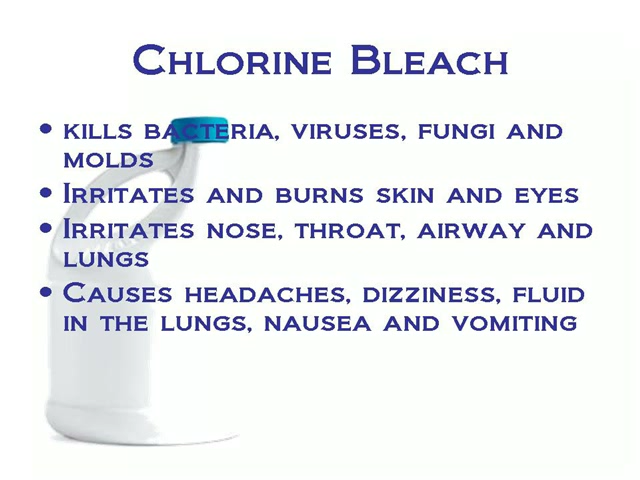 Chlorine Bleach
• kills bacteria, viruses, fungi and
molds
• Irritates and burns skin and eyes
• Irritates nose, throat, airway and
lungs
• Causes headaches, dizziness, fluid
in the lungs, nausea and vomiting